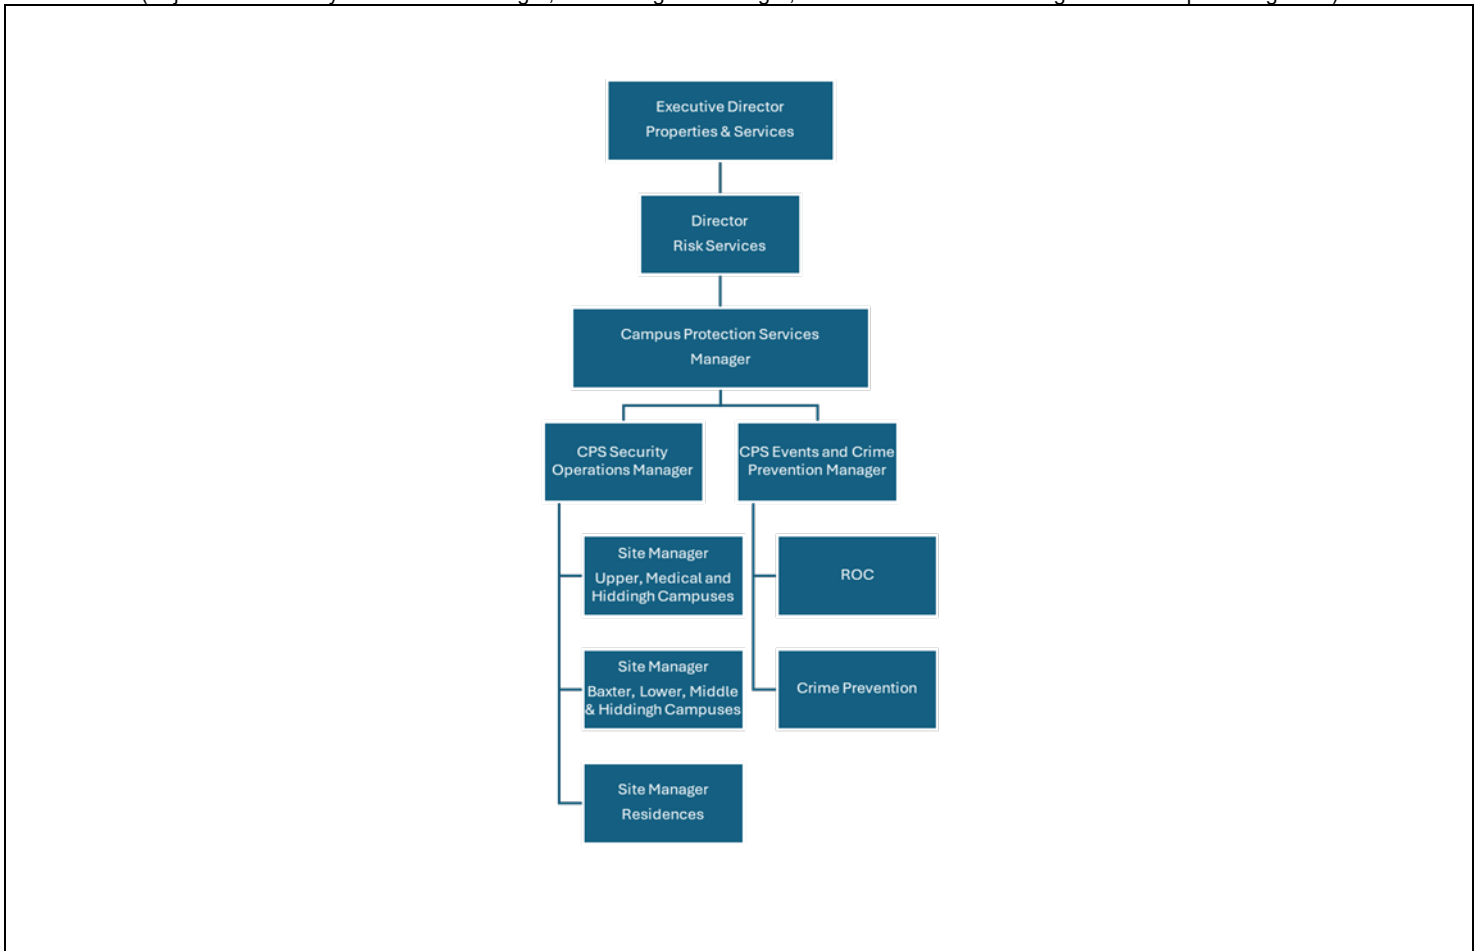 Executive Director
Properties & Services
Director
Risk Services
Campus Protection Services
Manager
CPS Security
Operations Manager
CPS Events and Crime
Prevention Manager
Site Manager
Upper, Medical and
Hiddingh Campuses
ROC
Site Manager
Baxter, Lower, Middle
& Hiddingh Campuses
Crime Prevention
Site Manager
Residences